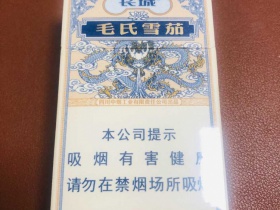 长城
毛氏雪茄
本公司提示
吸烟有害健
请勿在禁烟场所吸